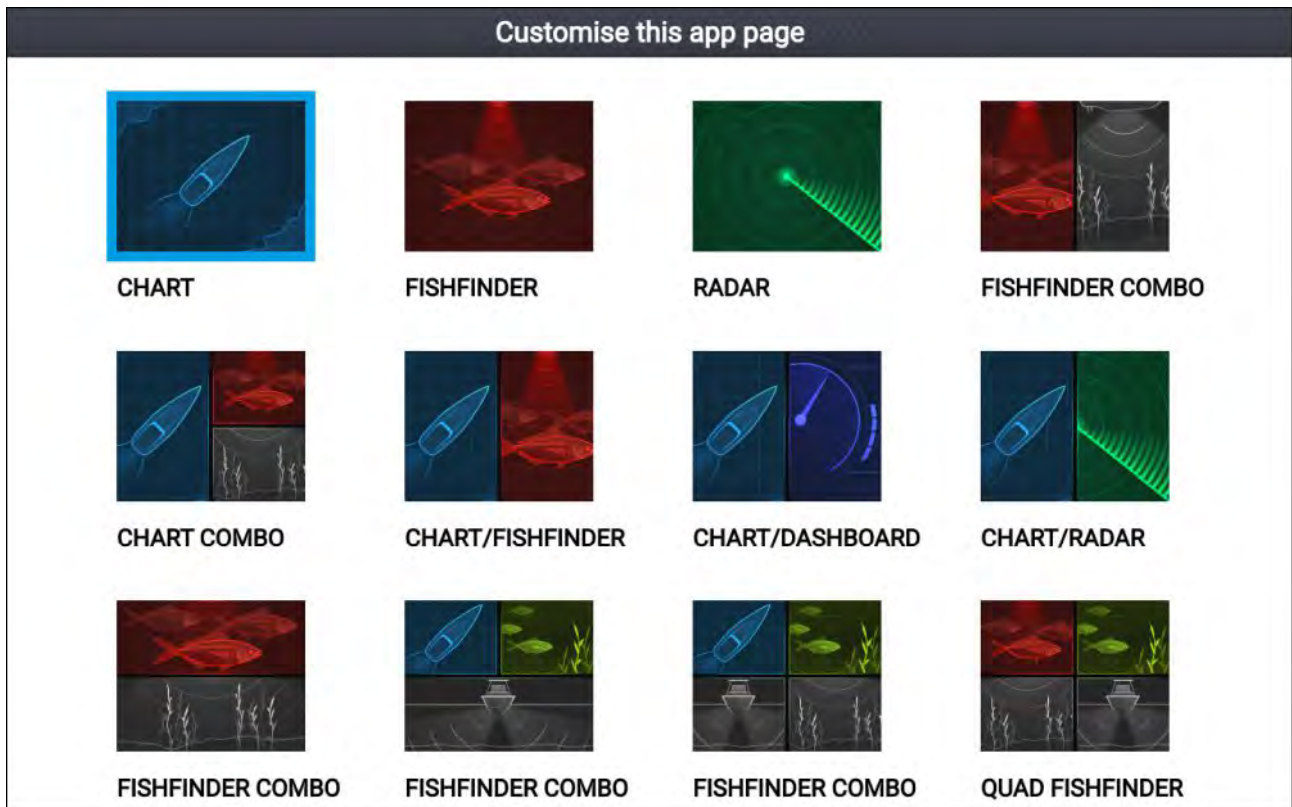 Customise this app page
CHART
FISHFINDER
RADAR
FISHFINDER COMBO
CHART COMBO
CHART/FISHFINDER
CHART/DASHBOARD
CHART/RADAR
FISHFINDER COMBO
FISHFINDER COMBO
FISHFINDER COMBO
QUAD FISHFINDER